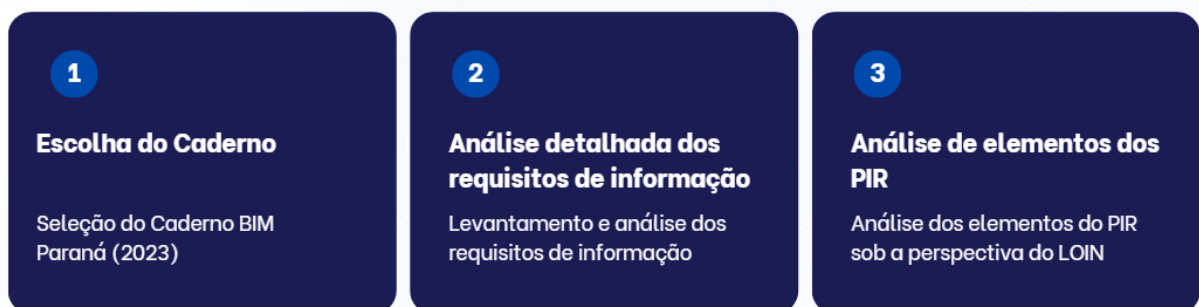 1
Escolha do Caderno
Seleção do Caderno BIM
Paraná (2023)
2
Análise detalhada dos
requisitos de informação
Levantamento e análise dos
requisitos de informação
3
Análise de elementos dos
PIR
Análise dos elementos do PIR
sob a perspectiva do LOIN